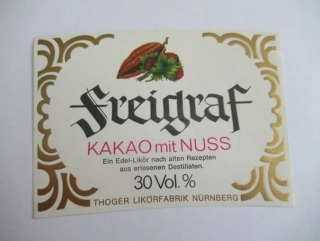 Freigraf
KAKAO mit NUSS
Ein Edel-Likör nach alten Rezepten
aus erlesenen Destillaten.
30 Vol. %
THOGER LIKÖRFABRIK NÜRNBERG